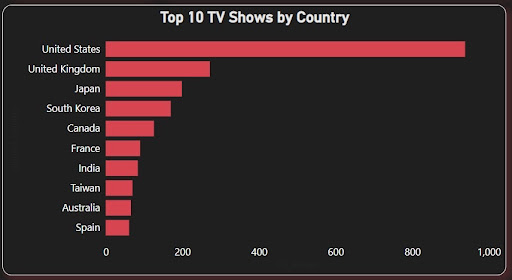 Top 10 TV Shows by Country
United States
United Kingdom
Japan
South Korea
Canada
France
India
Taiwan
Australia
Spain
0 200 400 600 800 1,000